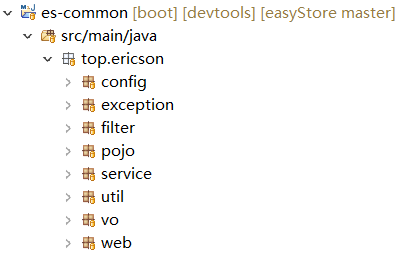 es-common [boot] [devtools] [easyStore master]
src/main/java
top.ericson
config
exception
filter
pojo
service
util
vo
web